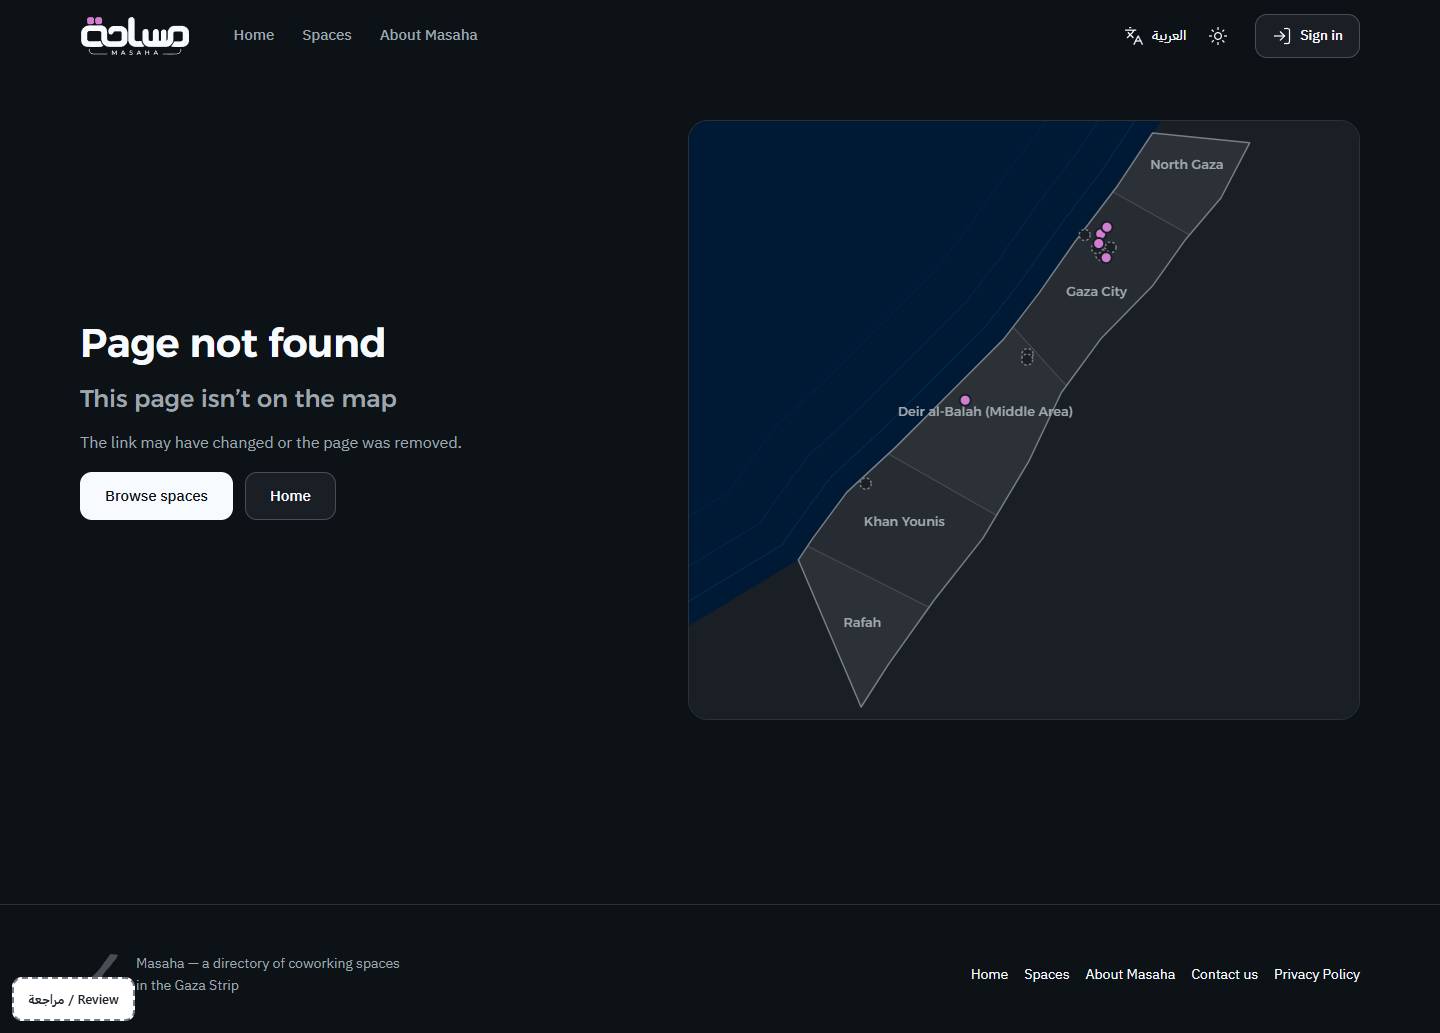 مساحة
MASAHA
Home
Spaces
About Masaha
العربية
Sign in
Page not found
This page isn’t on the map
The link may have changed or the page was removed.
Browse spaces
Home
North Gaza
Gaza City
Deir al-Balah (Middle Area)
Khan Younis
Rafah
Masaha — a directory of coworking spaces
in the Gaza Strip
Home
Spaces
About Masaha
Contact us
Privacy Policy
مراجعة / Review